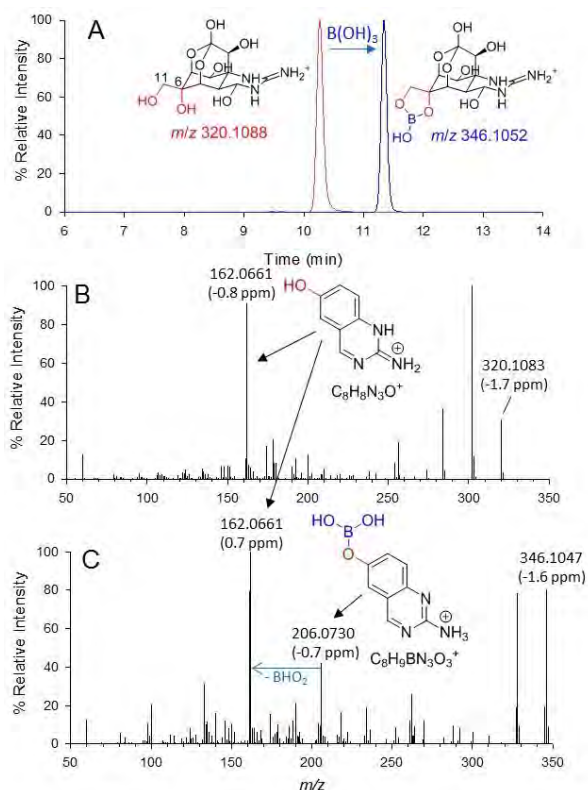 A
B(OH)3
% Relative Intensity
100
80
60
40
20
0
6
7
8
9
10
11
12
13
14
Time (min)
OH
OH
O
O
OH
OH
11
6
HO
OH
HO
N
H
NH
NH2+
m/z 320.1088
OH
OH
O
O
OH
OH
O
O
B
HO
HO
N
H
NH
NH2+
m/z 346.1052
B
% Relative Intensity
100
80
60
40
20
0
50
100
150
200
250
300
350
162.0661
(-0.8 ppm)
HO
NH
N
NH2
C8H8N3O+
320.1083
(-1.7 ppm)
C
% Relative Intensity
100
80
60
40
20
0
50
100
150
200
250
300
350
m/z
162.0661
(0.7 ppm)
HO
OH
B
O
N
N
NH3
C8H9BN3O3+
206.0730
(-0.7 ppm)
- BHO2
346.1047
(-1.6 ppm)